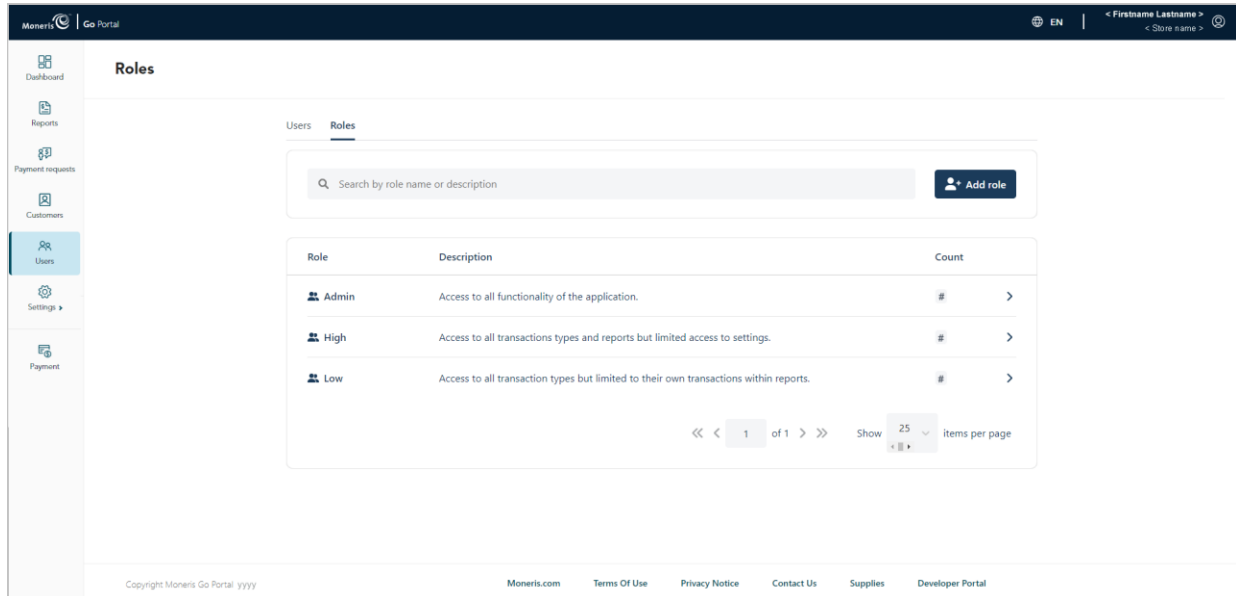 Moneris Go Portal EN < Firstname Lastname >
< Store name >
Dashboard
Reports
Payment requests
Customers
Users
Settings
Payment
Roles
Users Roles
Search by role name or description Add role
Role Description Count
Admin Access to all functionality of the application. #
High Access to all transactions types and reports but limited access to settings. #
Low Access to all transaction types but limited to their own transactions within reports. #
1 of 1 Show 25 items per page
Copyright Moneris Go Portal yyyy Moneris.com Terms Of Use Privacy Notice Contact Us Supplies Developer Portal